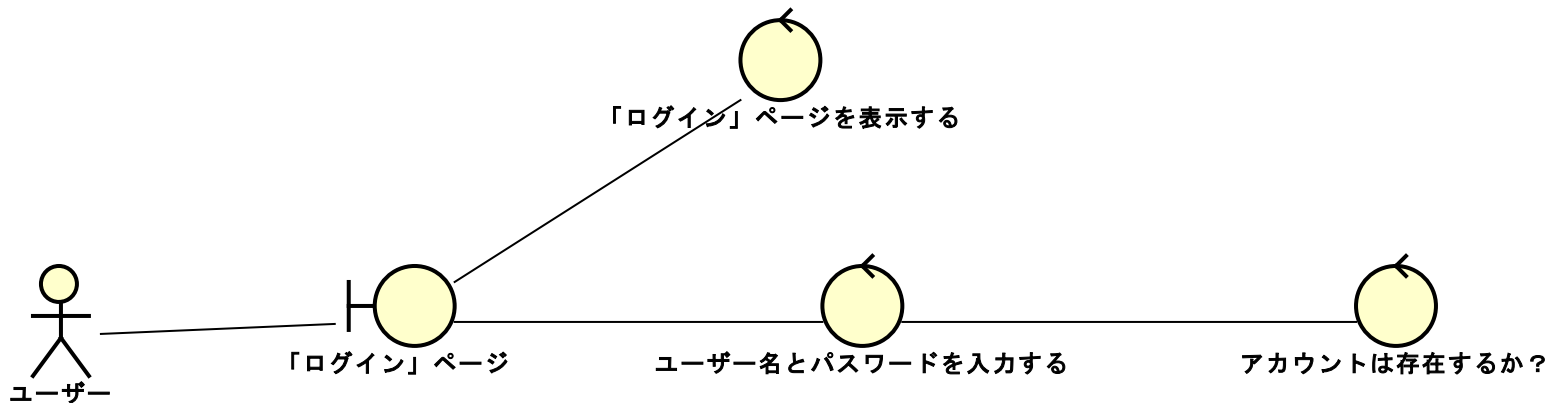 「ログイン」ページを表示する
「ログイン」ページ
ユーザー名とパスワードを入力する
アカウントは存在するか？
ユーザー